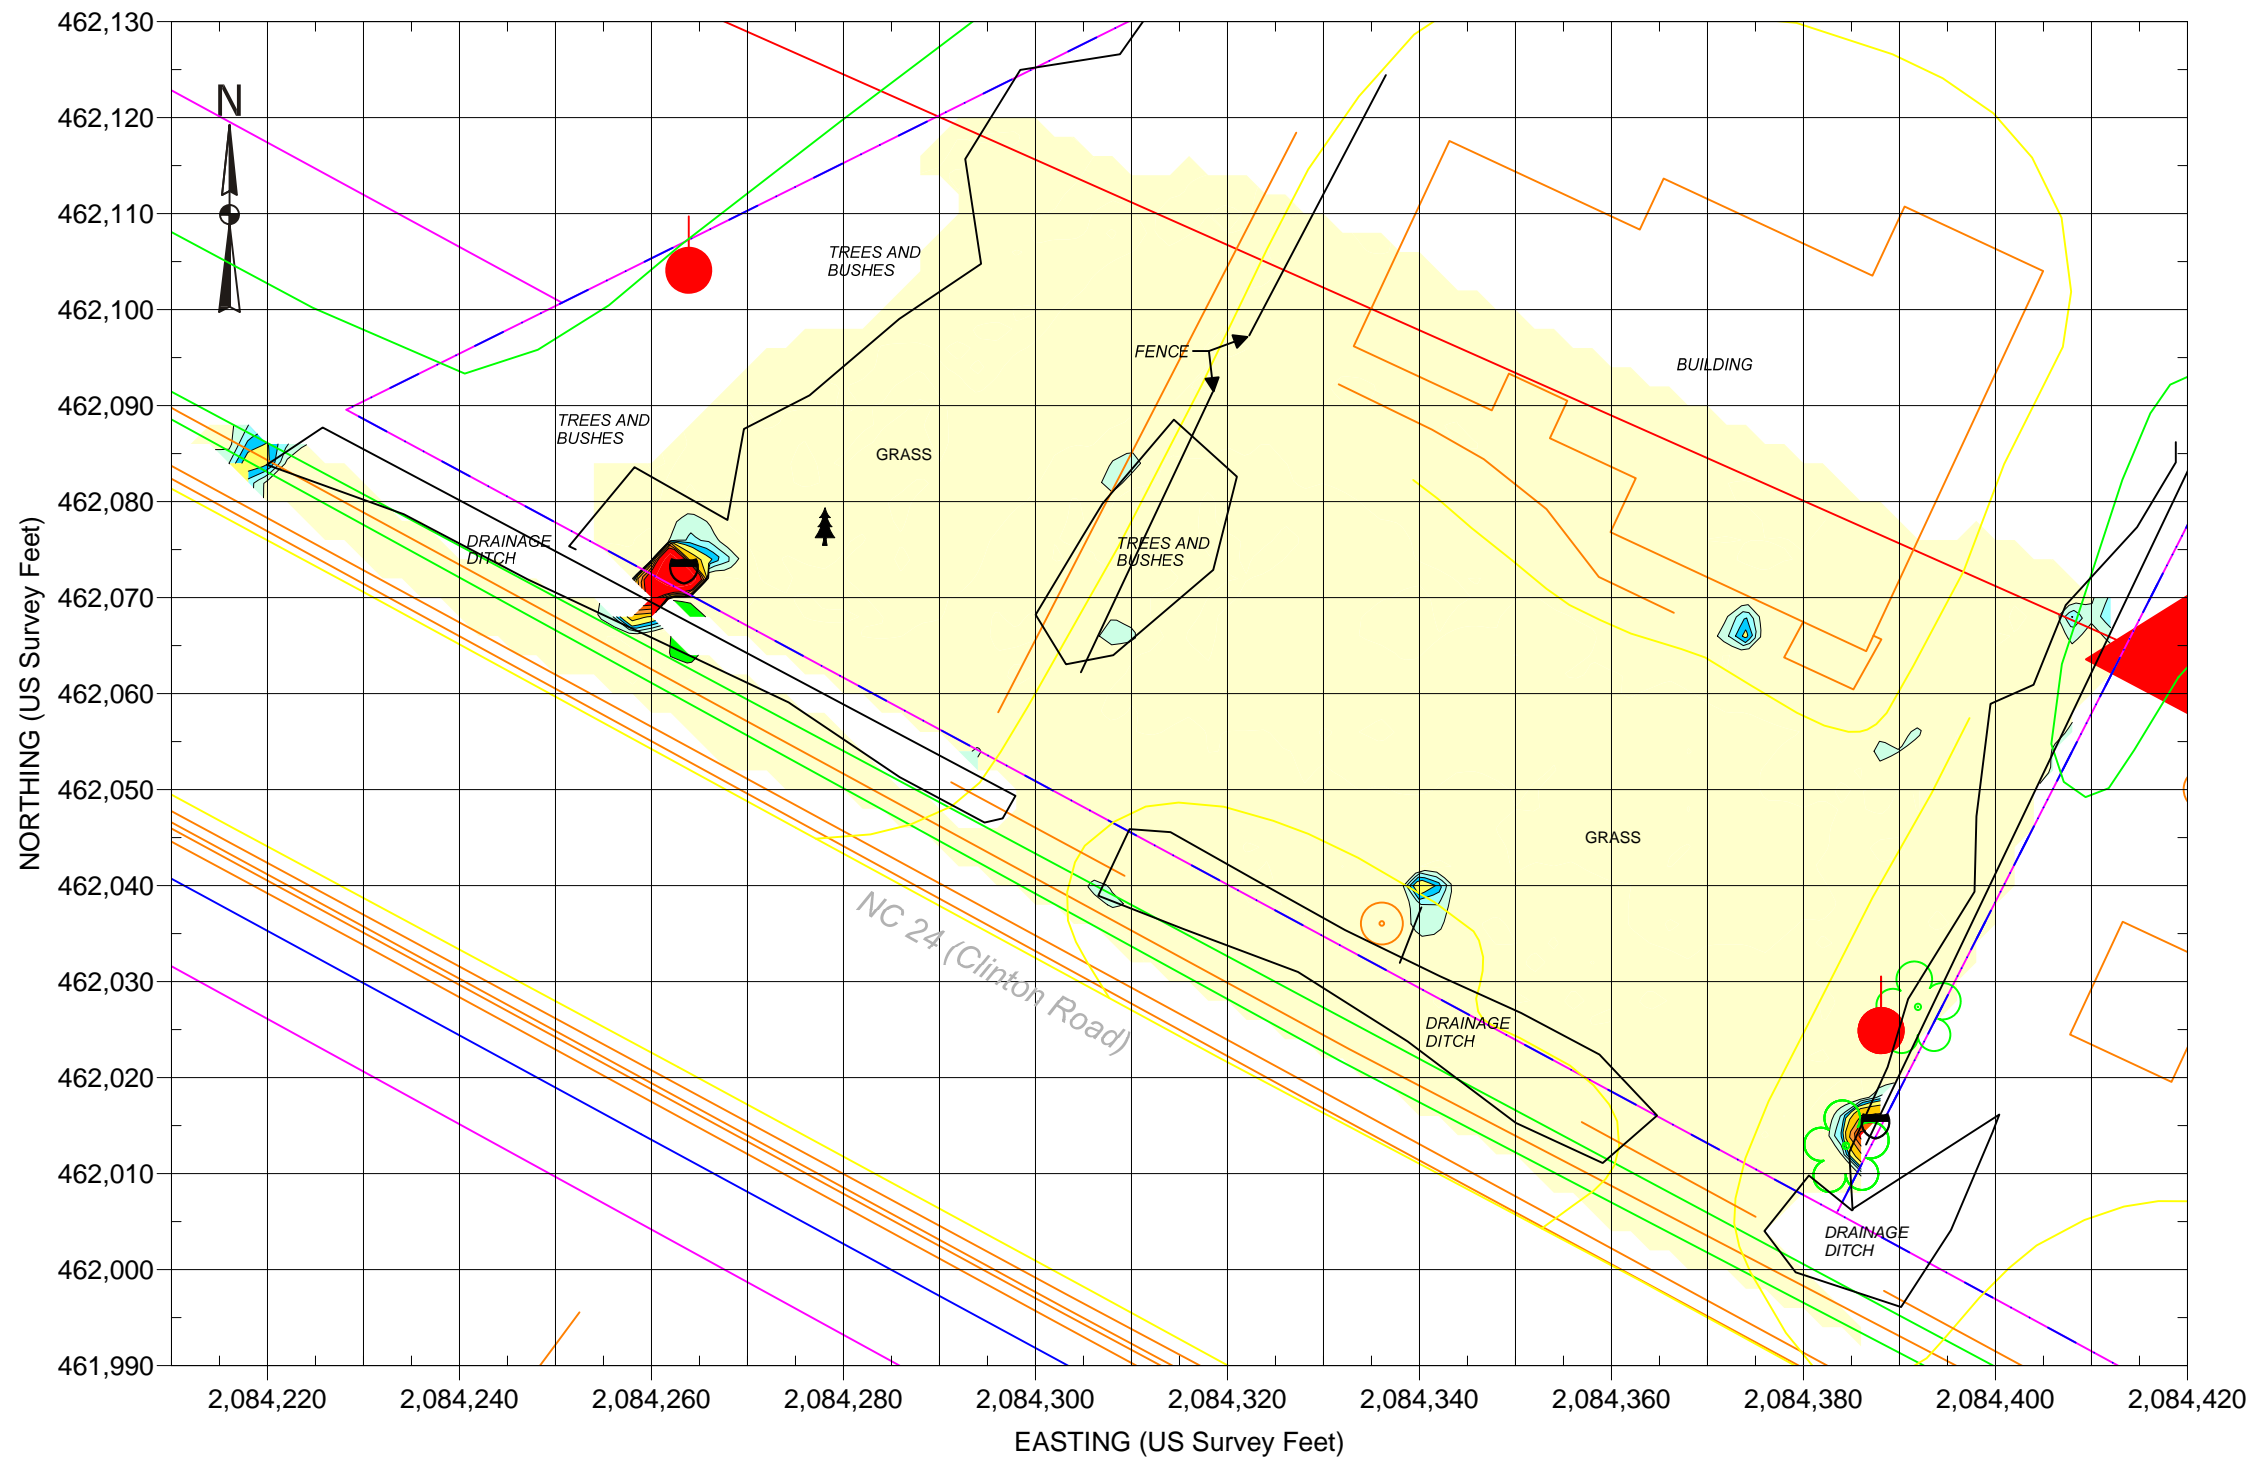 462,130
462,120
462,110
462,100
462,090
462,080
462,070
462,060
462,050
462,040
462,030
462,020
462,010
462,000
461,990
NORTHING (US Survey Feet)
N
TREES AND
BUSHES
FENCE
BUILDING
TREES AND
BUSHES
GRASS
DRAINAGE
DITCH
TREES AND
BUSHES
GRASS
NC 24 (Clinton Road)
DRAINAGE
DITCH
DRAINAGE
DITCH
2,084,220
2,084,240
2,084,260
2,084,280
2,084,300
2,084,320
2,084,340
2,084,360
2,084,380
2,084,400
2,084,420
EASTING (US Survey Feet)